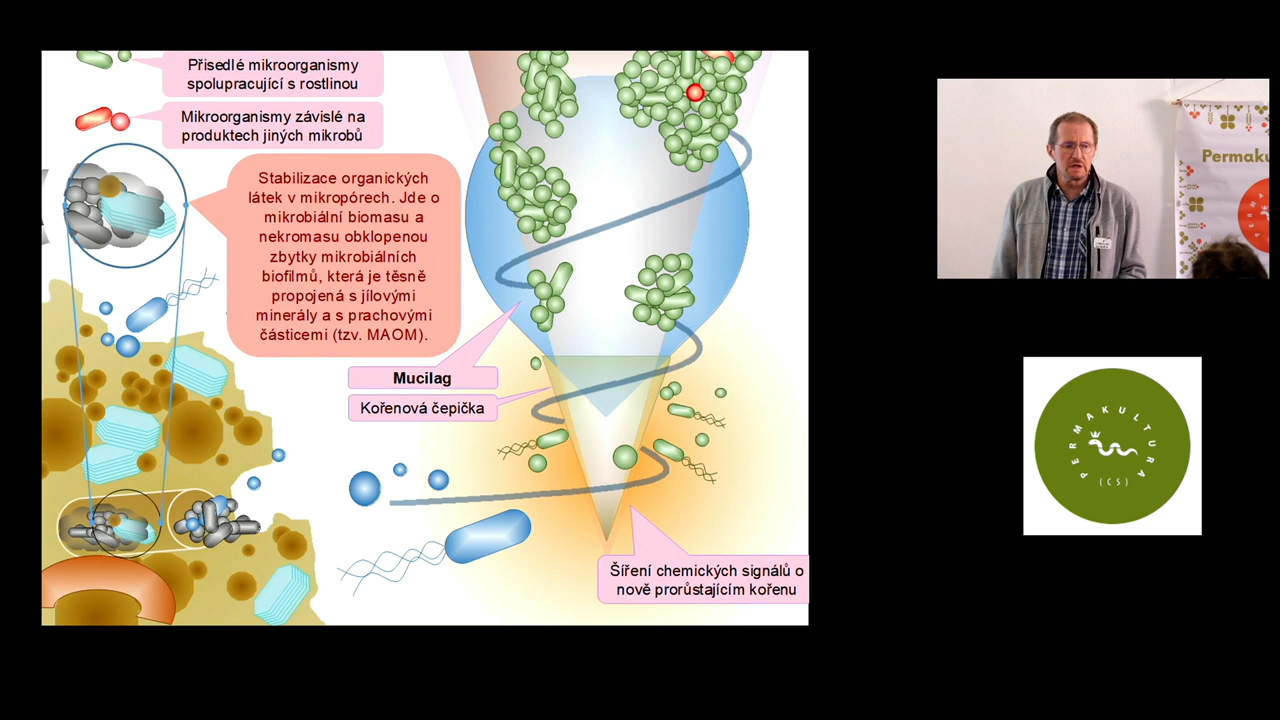 Přisedlé mikroorganismy
spolupracující s rostlinou
Mikroorganismy závislé na
produktech jiných mikrobů
Stabilizace organických
látek v mikropórech. Jde o
mikrobiální biomasu a
nekromasu obklopenou
zbytky mikrobiálních
biofilmů, která je těsně
propojená s jílovými
minerály a s prachovými
částicemi (tzv. MAOM).
Mucilag
Kořenová čepička
Šíření chemických signálů o
nově prorůstajícím kořenu
Permaku
PERMAKULTURA
(CS)